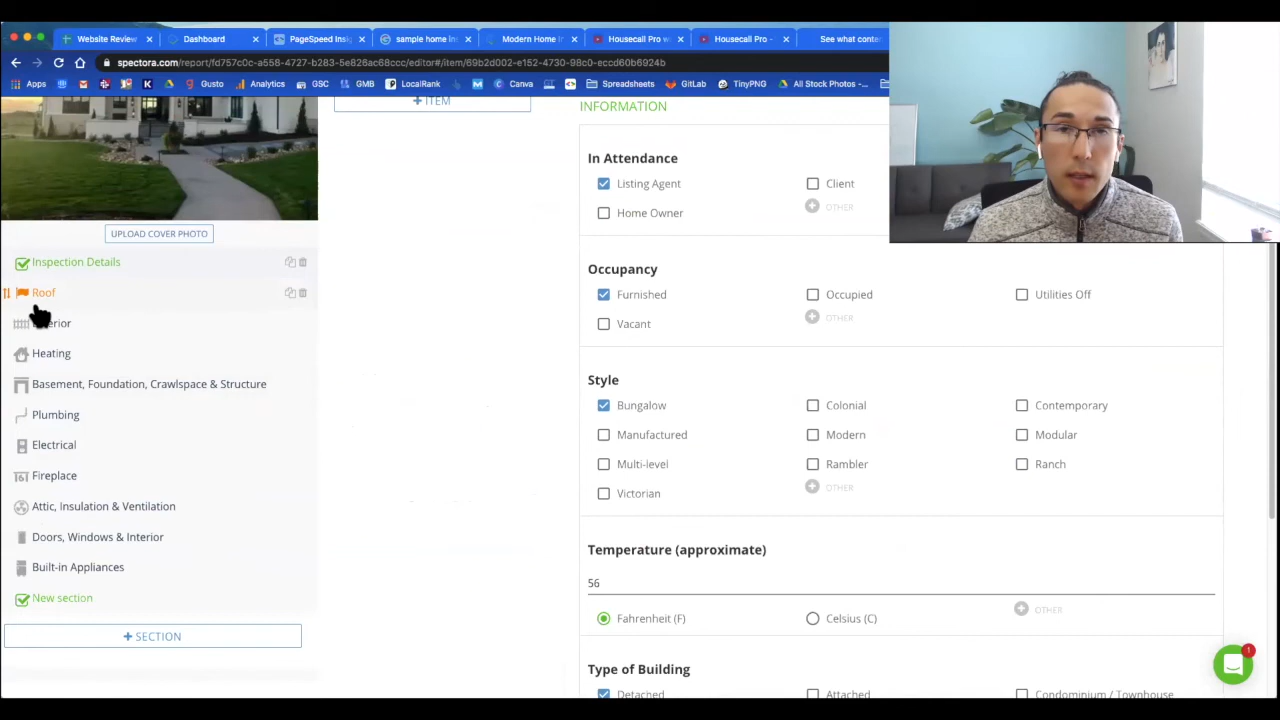 Website Review
Dashboard
PageSpeed Insig
sample home ins
Modern Home In
Housecall Pro w
Housecall Pro -
See what contac
spectora.com/report/fd757c0c-a558-4727-b283-5e826ac68ccc/editor#/item/69b2d002-e152-4730-98c0-eccd60b6924b
Apps
Gusto
Analytics
GSC
GMB
LocalRank
Canva
Spreadsheets
GitLab
TinyPNG
All Stock Photos -...
+ ITEM
INFORMATION
UPLOAD COVER PHOTO
Inspection Details
Roof
Heating
Basement, Foundation, Crawlspace & Structure
Plumbing
Electrical
Fireplace
Attic, Insulation & Ventilation
Doors, Windows & Interior
Built-in Appliances
New section
+ SECTION
In Attendance
Listing Agent
Client
Home Owner
OTHER
Occupancy
Furnished
Occupied
Utilities Off
Vacant
OTHER
Style
Bungalow
Colonial
Contemporary
Manufactured
Modern
Modular
Multi-level
Rambler
Ranch
Victorian
OTHER
Temperature (approximate)
56
Fahrenheit (F)
Celsius (C)
OTHER
Type of Building
Detached
Attached
Condominium / Townhouse
1